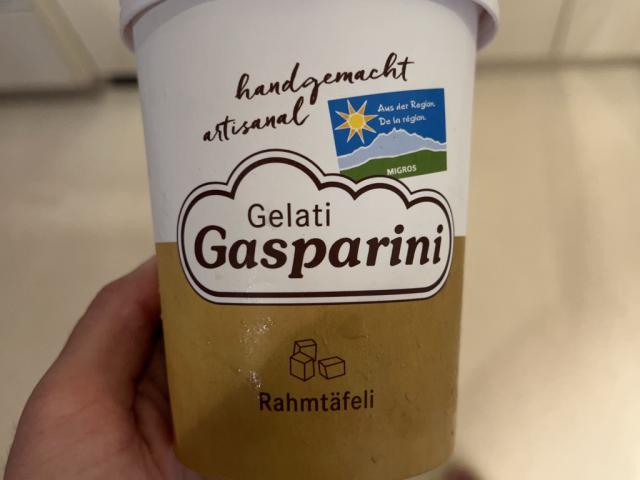 handgemacht
artisanal
Aus der Region.
De la région.
MIGROS
Gelati
Gasparini
Rahmtäfeli